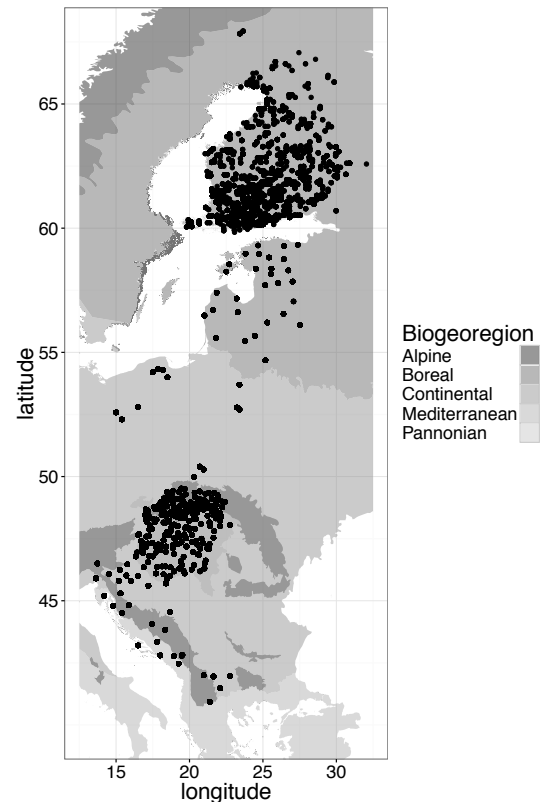 65
60
55
50
45
latitude
15
20
25
30
longitude
Biogeoregion
Alpine
Boreal
Continental
Mediterranean
Pannonian